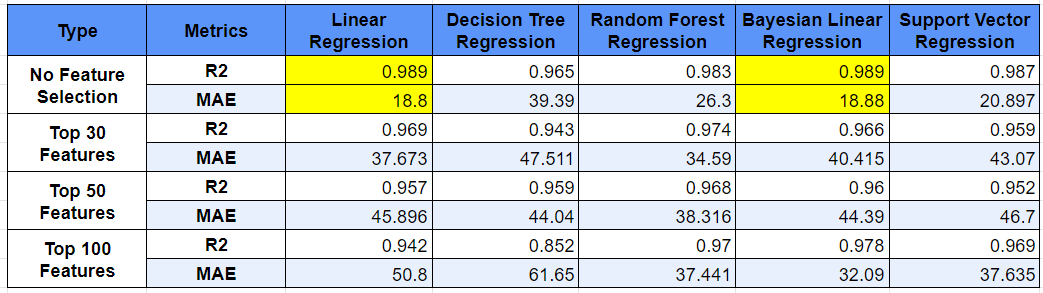 Type Metrics Linear Regression Decision Tree Regression Random Forest Regression Bayesian Linear Regression Support Vector Regression
No Feature Selection R2 0.989 0.965 0.983 0.989 0.987
MAE 18.8 39.39 26.3 18.88 20.897
Top 30 Features R2 0.969 0.943 0.974 0.966 0.959
MAE 37.673 47.511 34.59 40.415 43.07
Top 50 Features R2 0.957 0.959 0.968 0.96 0.952
MAE 45.896 44.04 38.316 44.39 46.7
Top 100 Features R2 0.942 0.852 0.97 0.978 0.969
MAE 50.8 61.65 37.441 32.09 37.635